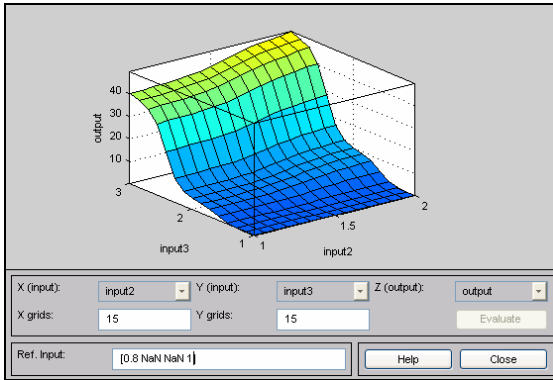 40
30
20
10
output
3
2
1
input3
1
1.5
2
input2
X (input): input2 Y (input): input3 Z (output): output
X grids: 15 Y grids: 15 Evaluate
Ref. Input: [0.8 NaN NaN 1] Help Close